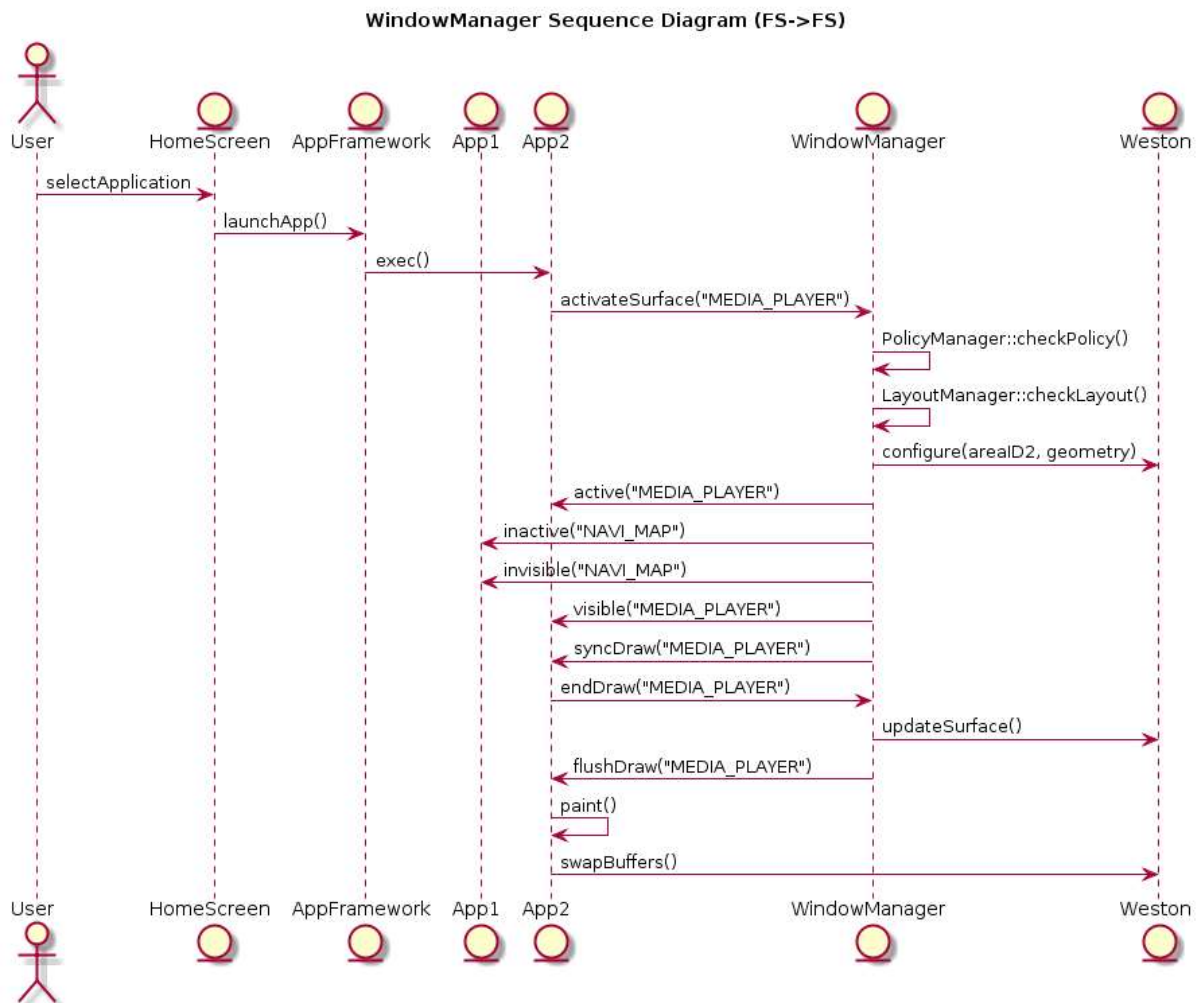 WindowManager Sequence Diagram (FS->FS)
User HomeScreen AppFramework App1 App2 WindowManager Weston
selectApplication
launchApp()
exec()
activateSurface("MEDIA_PLAYER")
PolicyManager::checkPolicy()
LayoutManager::checkLayout()
configure(areaID2, geometry)
active("MEDIA_PLAYER")
inactive("NAVI_MAP")
invisible("NAVI_MAP")
visible("MEDIA_PLAYER")
syncDraw("MEDIA_PLAYER")
endDraw("MEDIA_PLAYER")
updateSurface()
flushDraw("MEDIA_PLAYER")
paint()
swapBuffers()
User HomeScreen AppFramework App1 App2 WindowManager Weston